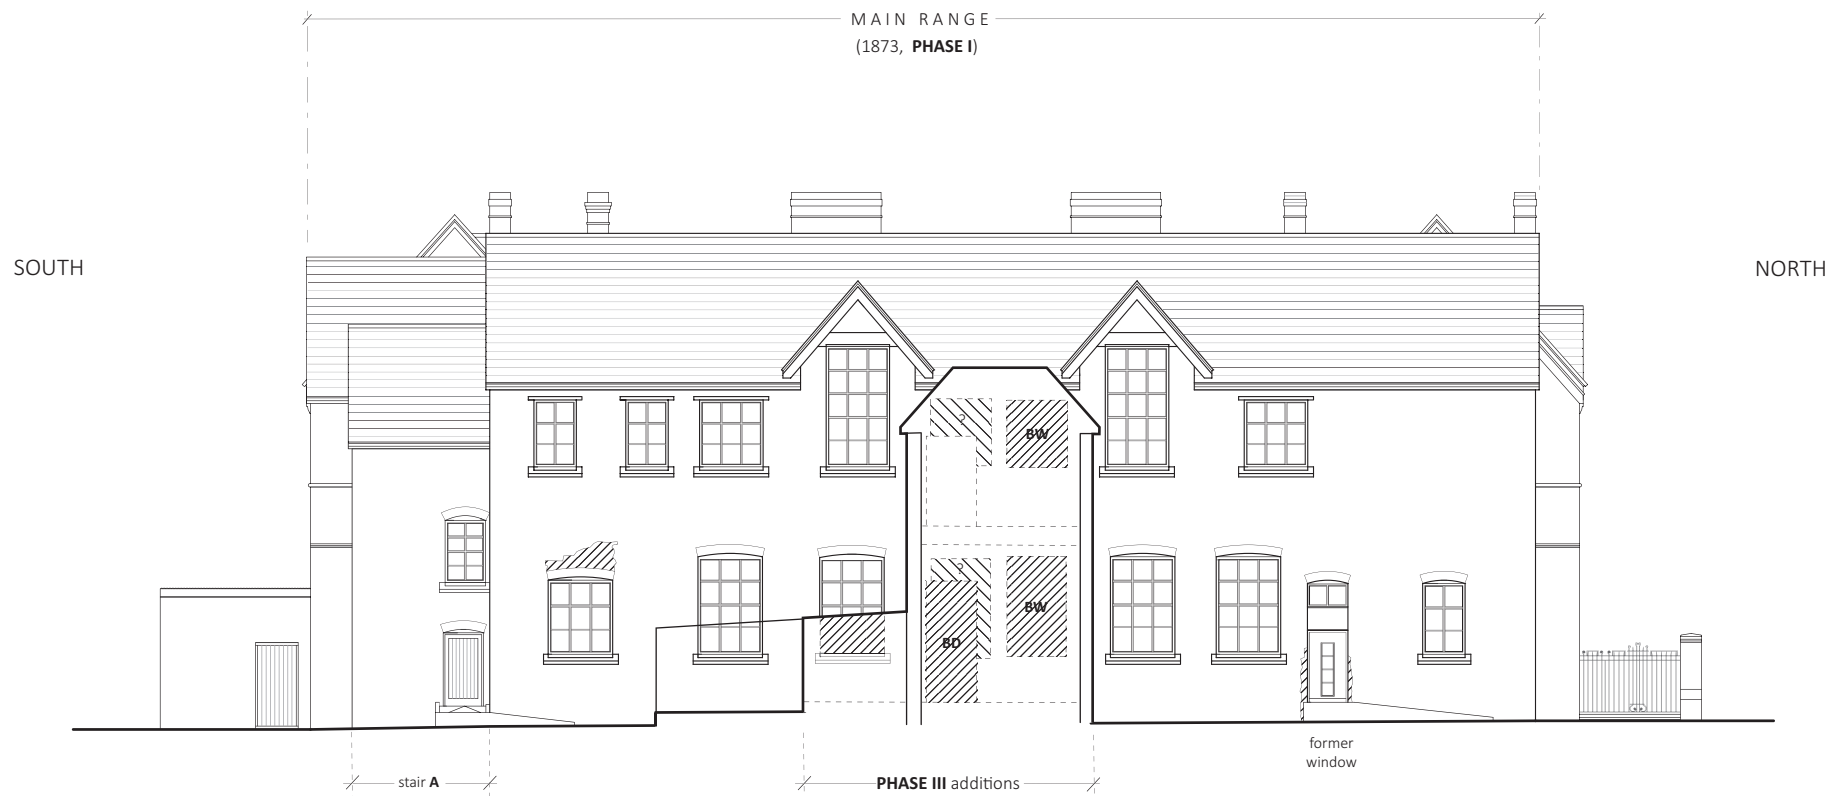 MAIN RANGE
(1873, PHASE I)
SOUTH
NORTH
?
BW
?
BW
BD
former
window
stair A
PHASE III additions